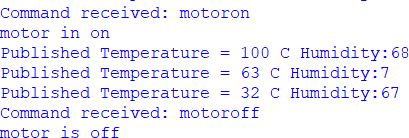 Command received: motoron
motor in on
Published Temperature = 100 C Humidity:68
Published Temperature = 63 C Humidity:7
Published Temperature = 32 C Humidity:67
Command received: motoroff
motor is off